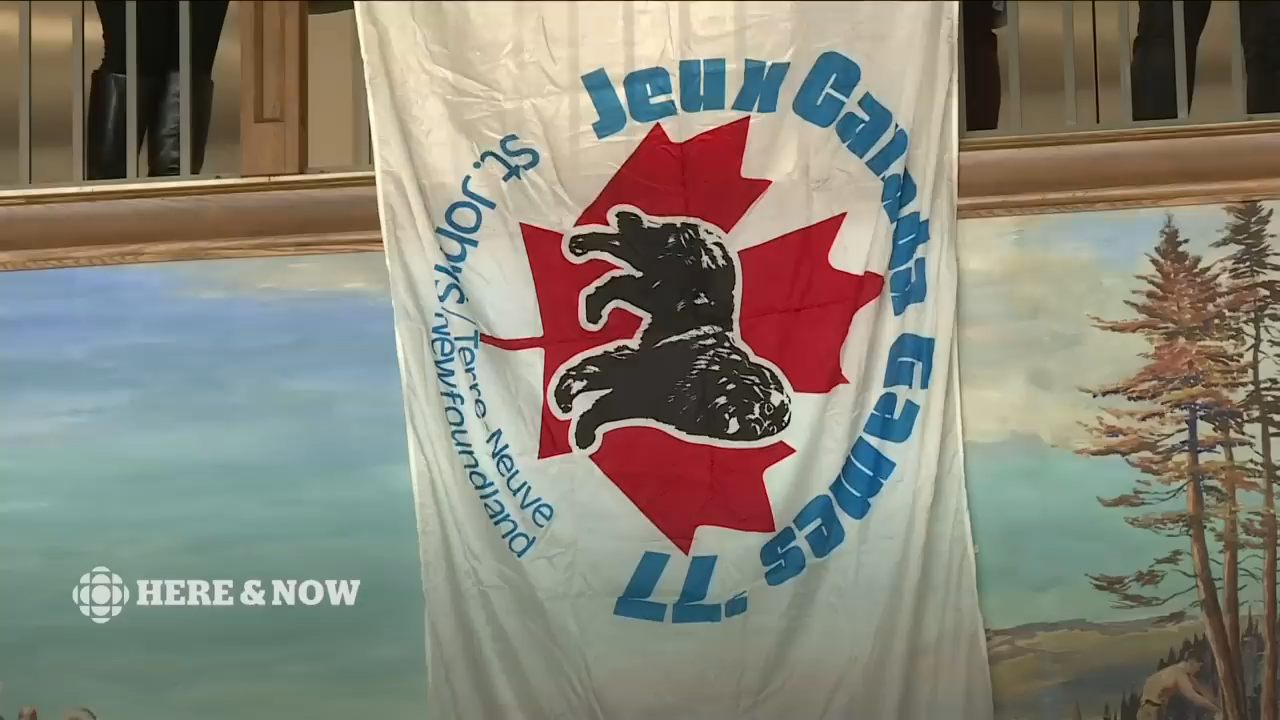 Jeux Canada Games '77
St. John's/Terre-Neuve
Newfoundland
HERE & NOW